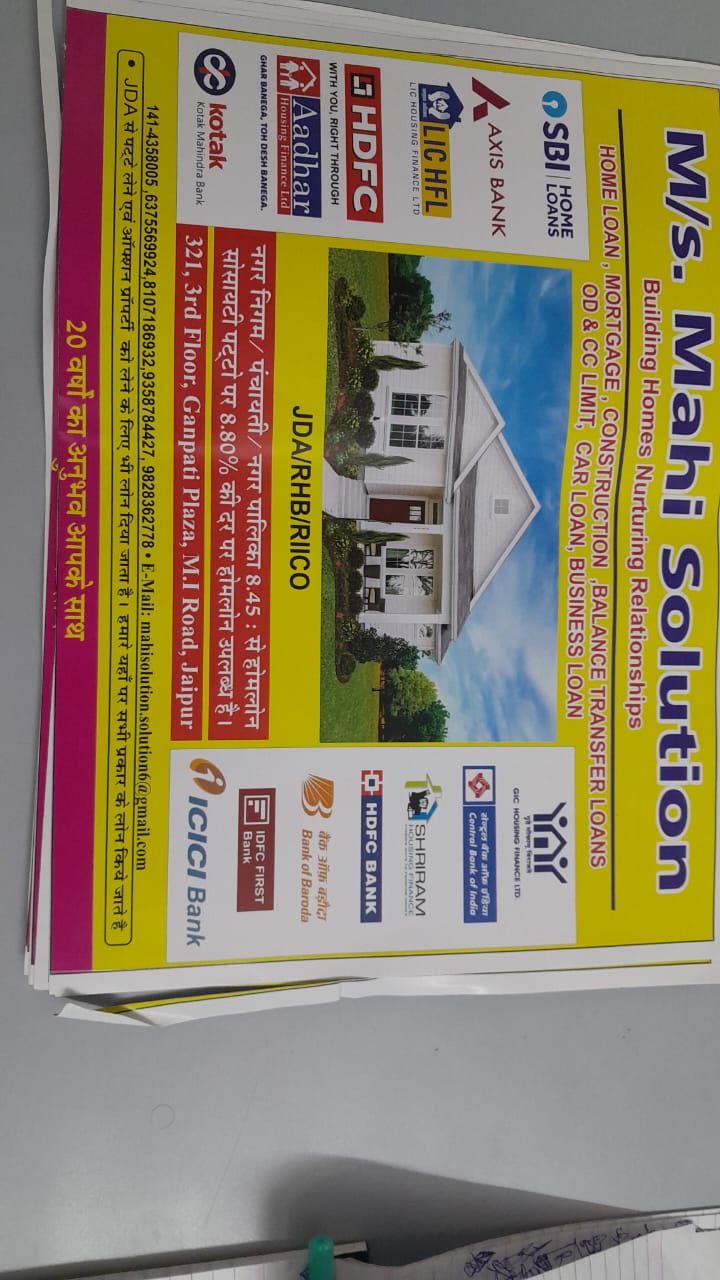 M/s. Mahi Solution
Building Homes Nurturing Relationships
HOME LOAN , MORTGAGE , CONSTRUCTION ,BALANCE TRANSFER LOANS
OD & CC LIMIT, CAR LOAN, BUSINESS LOAN
SBI HOME
LOANS
AXIS BANK
LIC HFL
LIC HOUSING FINANCE LTD
HDFC
WITH YOU, RIGHT THROUGH
Aadhar
Housing Finance Ltd
GHAR BANEGA, TOH DESH BANEGA.
kotak
Kotak Mahindra Bank
GIC HOUSING FINANCE LTD.
सेन्ट्रल बैंक ऑफ़ इंडिया
Central Bank of India
SHRIRAM
HOUSING FINANCE
HDFC BANK
बैंक ऑफ़ बड़ौदा
Bank of Baroda
IDFC FIRST
Bank
ICICI Bank
JDA/RHB/RIICO
नगर निगम/ पंचायती/ नगर पालिका 8.45 : से होमलोन
सोसायटी पट्टो पर 8.80% की दर पर होमलोन उपलब्ध है।
321, 3rd Floor, Ganpati Plaza, M.I Road, Jaipur
141-4358005 ,6375569924,8107186932,9358784427, 9828362778 • E-Mail: mahisolution.solution6@gmail.com
• JDA से पट्टे लेने एवं ऑफ्शन प्रॉपर्टी को लेने के लिए भी लोन दिया जाता है। हमारे यहाँ पर सभी प्रकार के लोन किये जाते है
20 वर्षो का अनुभव आपके साथ